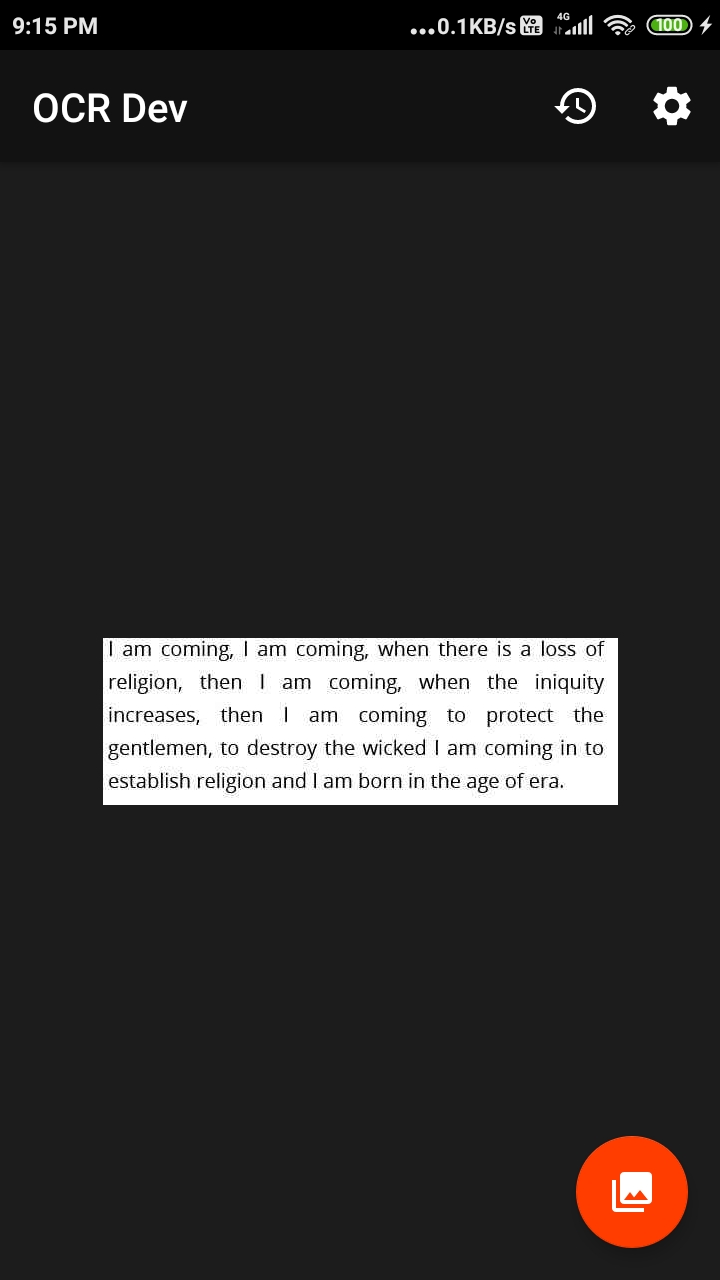 9:15 PM ...0.1KB/s Vo LTE 4G 100
OCR Dev
I am coming, I am coming, when there is a loss of
religion, then I am coming, when the iniquity
increases, then I am coming to protect the
gentlemen, to destroy the wicked I am coming in to
establish religion and I am born in the age of era.